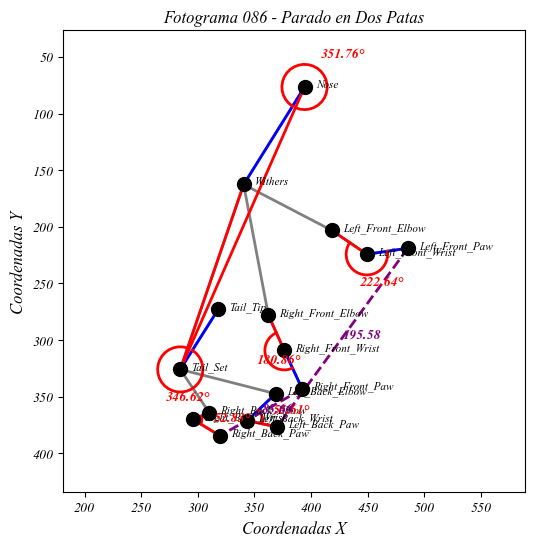 Fotograma 086 - Parado en Dos Patas
351.76°
Nose
Withers
Left_Front_Elbow
Left_Front_Paw
Left_Front_Wrist
222.64°
Tail_Tip
Right_Front_Elbow
195.58
Right_Front_Wrist
180.86°
Tail_Set
Right_Front_Paw
346.62°
Left_Back_Elbow
Left_Back_Wrist
Left_Back_Paw
Right_Back_Paw
Coordenadas Y
50
100
150
200
250
300
350
400
200
250
300
350
400
450
500
550
Coordenadas X